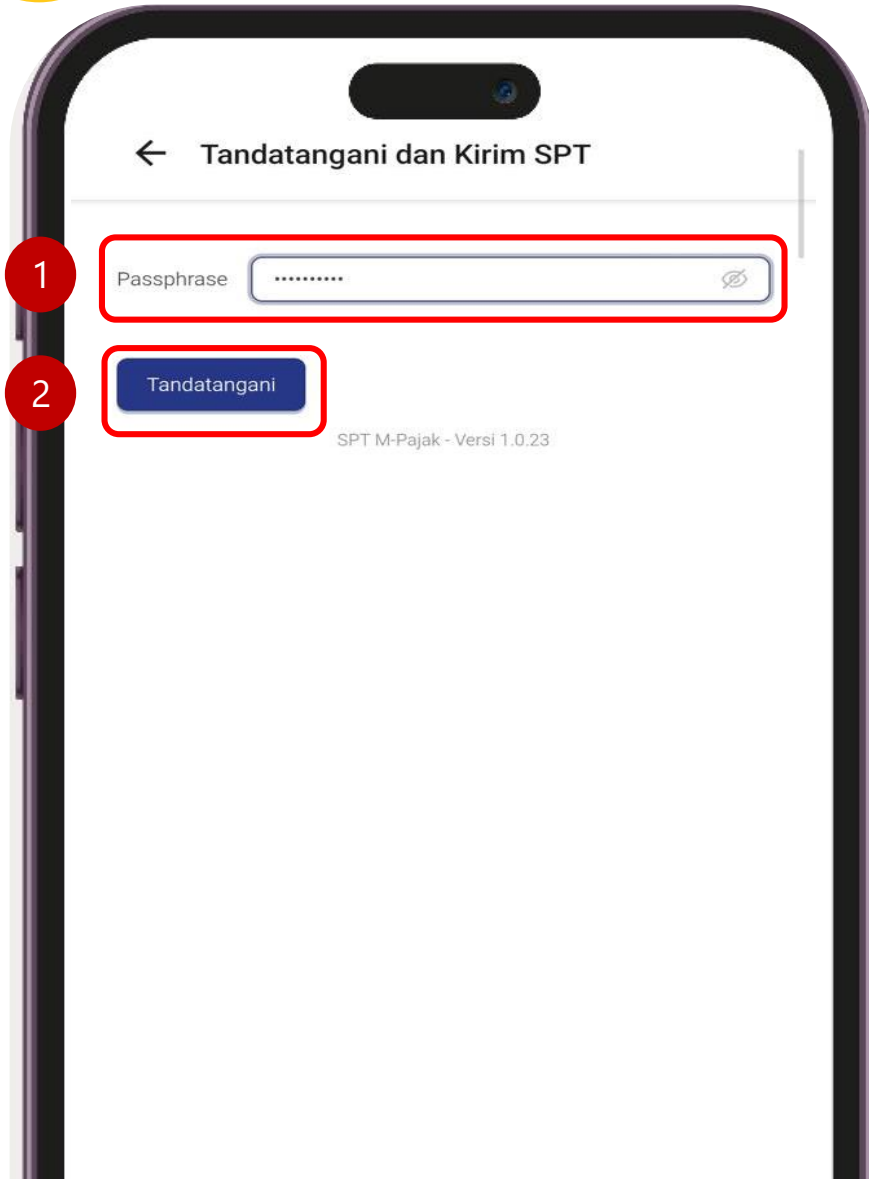 Tandatangani dan Kirim SPT
1
Passphrase ••••••••••
2
Tandatangani
SPT M-Pajak - Versi 1.0.23